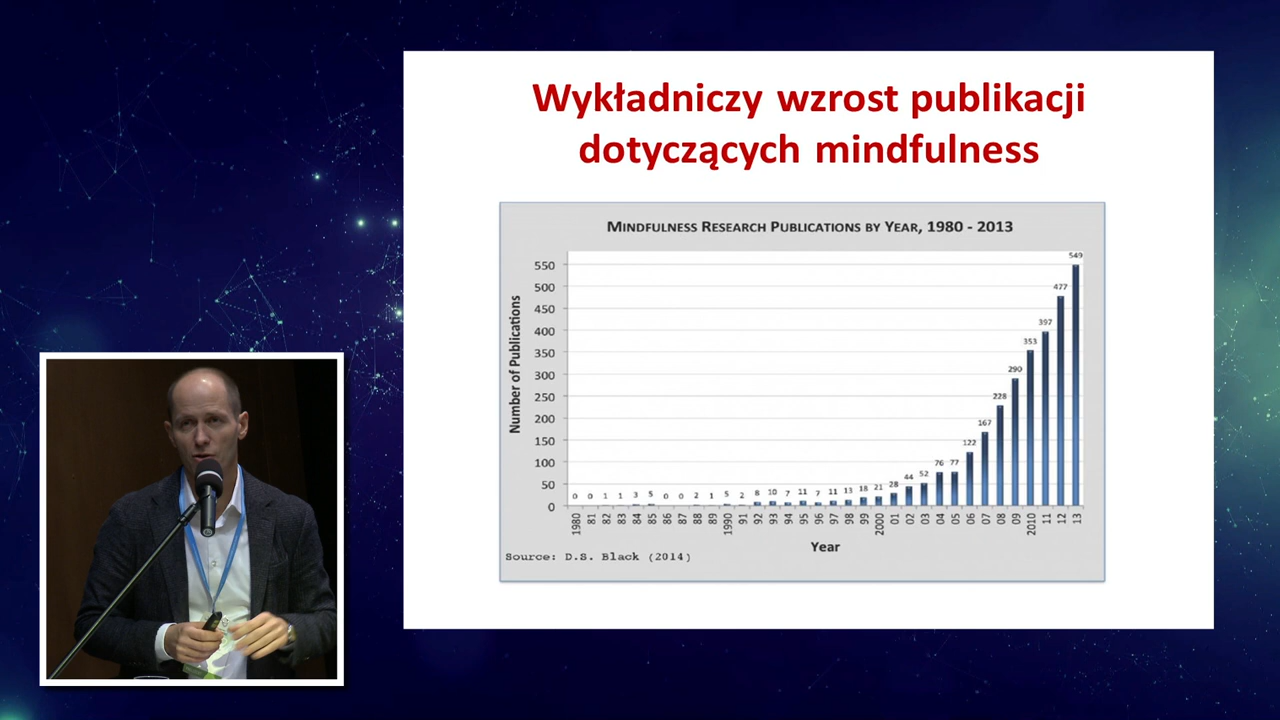 Wykładniczy wzrost publikacji
dotyczących mindfulness
MINDFULNESS RESEARCH PUBLICATIONS BY YEAR, 1980 - 2013
Number of Publications
550
500
450
400
350
300
250
200
150
100
50
0
0 0 1 1 3 5 0 0 2 1 5 2 8 10 7 11 7 11 13 18 21 28 44 52 76 77 122 167 228 290 353 397 477 549
1980 81 82 83 84 85 86 87 88 89 1990 91 92 93 94 95 96 97 98 99 2000 01 02 03 04 05 06 07 08 09 2010 11 12 13
Year
Source: D.S. Black (2014)